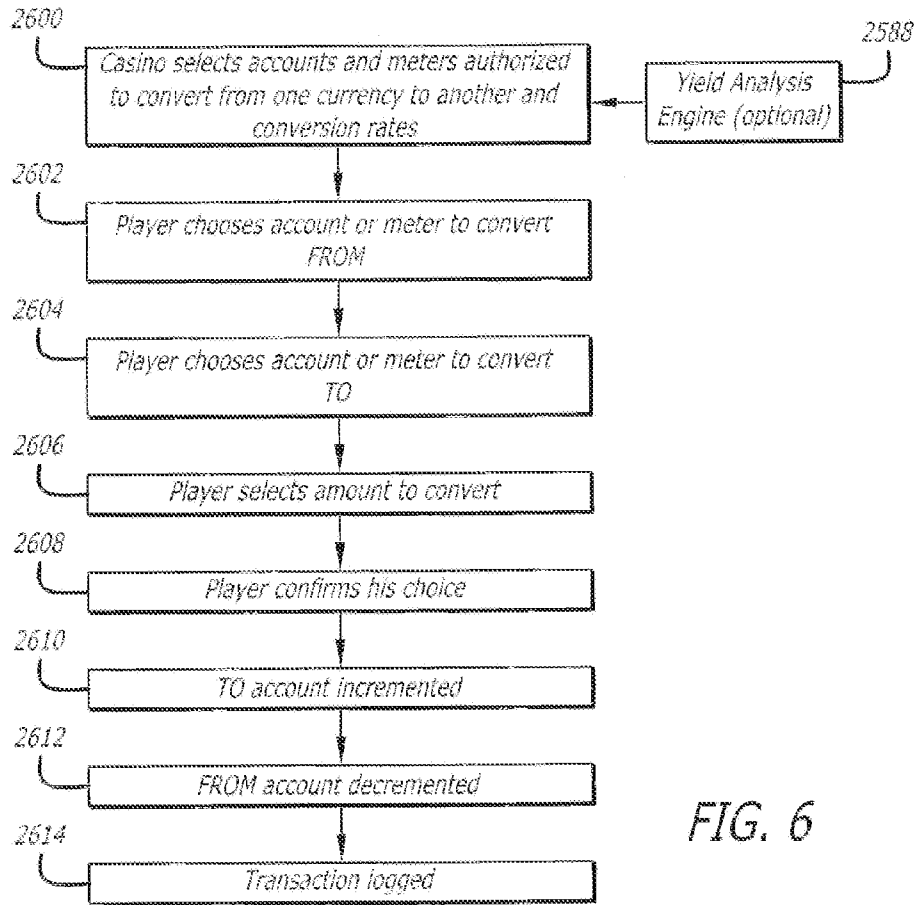 2600
Casino selects accounts and meters authorized
to convert from one currency to another and
conversion rates
2588
Yield Analysis
Engine (optional)
2602
Player chooses account or meter to convert
FROM
2604
Player chooses account or meter to convert
TO
2606
Player selects amount to convert
2608
Player confirms his choice
2610
TO account incremented
2612
FROM account decremented
2614
Transaction logged
FIG. 6